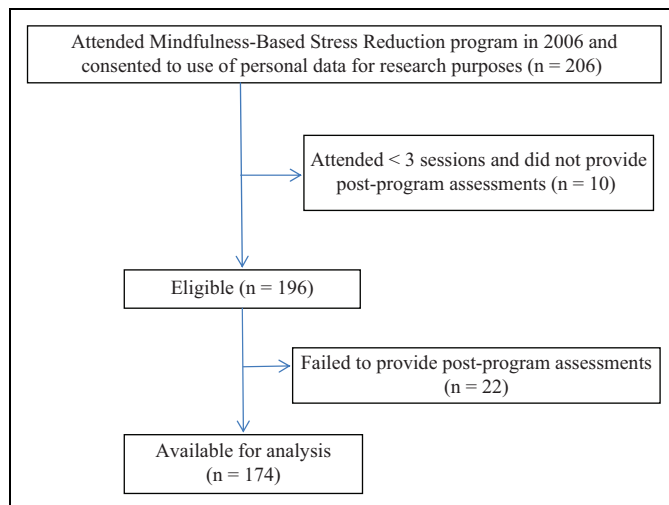 Attended Mindfulness-Based Stress Reduction program in 2006 and
consented to use of personal data for research purposes (n = 206)
Attended < 3 sessions and did not provide
post-program assessments (n = 10)
Eligible (n = 196)
Failed to provide post-program assessments
(n = 22)
Available for analysis
(n = 174)